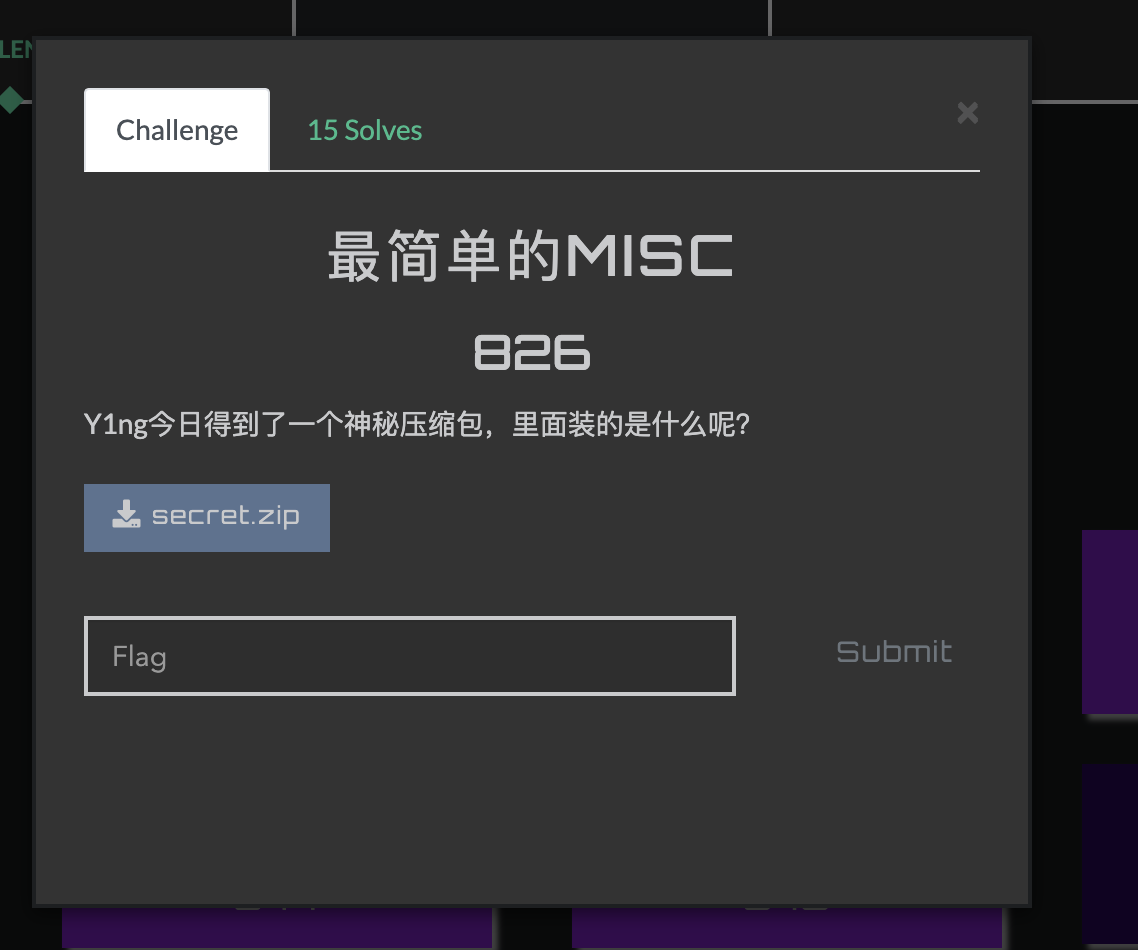 LEN
Challenge
15 Solves
×
最简单的MISC
826
Y1ng今日得到了一个神秘压缩包，里面装的是什么呢?
secret.zip
Flag
Submit